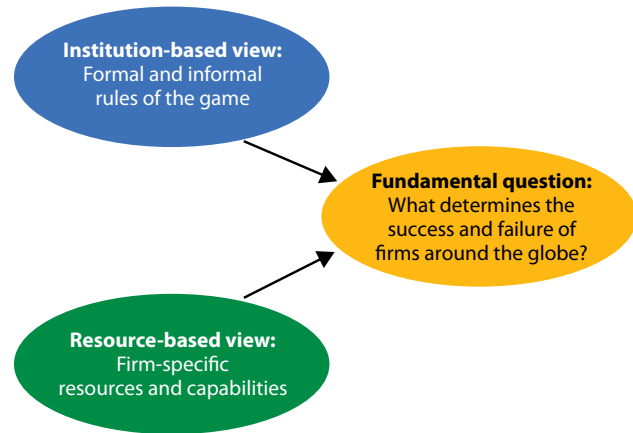 Institution-based view:
Formal and informal
rules of the game
Fundamental question:
What determines the
success and failure of
firms around the globe?
Resource-based view:
Firm-specific
resources and capabilities